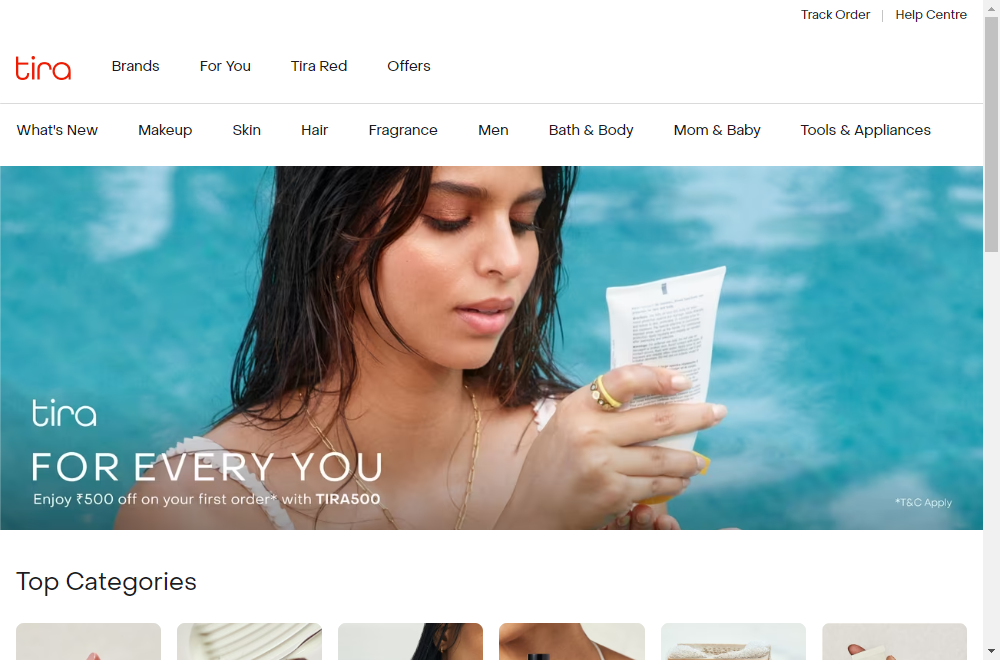 Track Order | Help Centre
tira Brands For You Tira Red Offers
What's New Makeup Skin Hair Fragrance Men Bath & Body Mom & Baby Tools & Appliances
tira
FOR EVERY YOU
Enjoy ₹500 off on your first order* with TIRA500
*T&C Apply
Top Categories